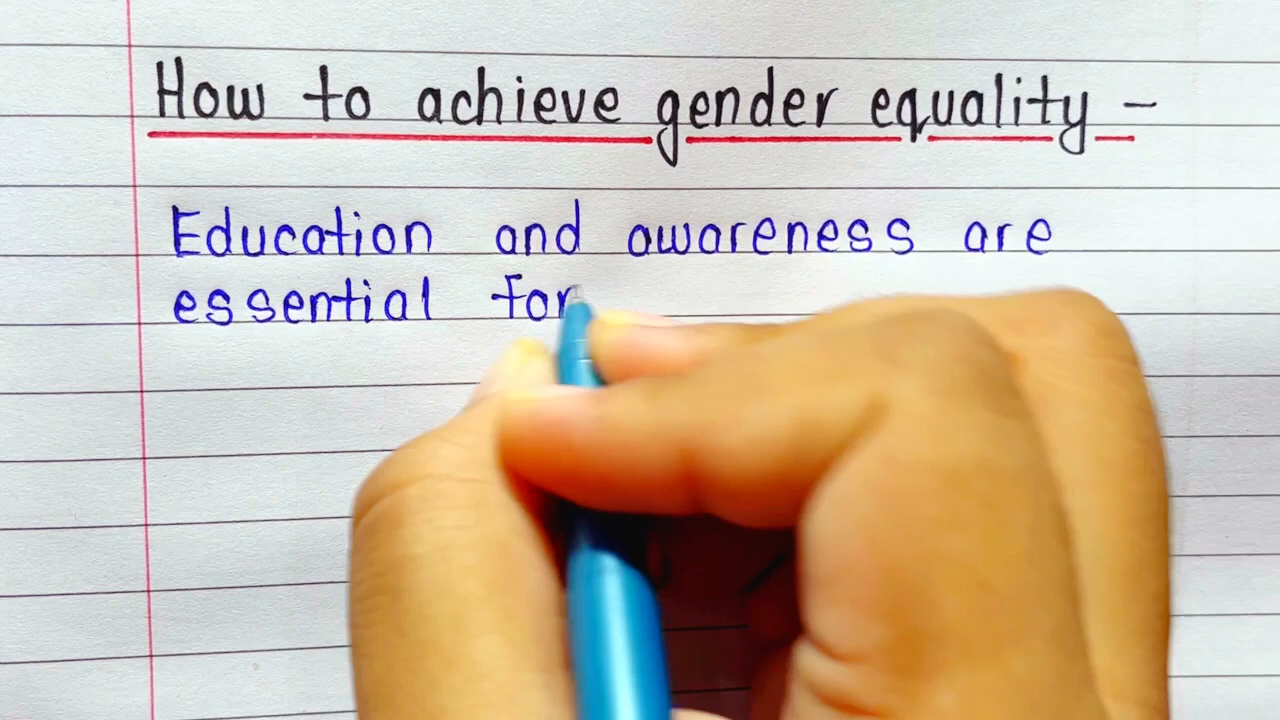 How to achieve gender equality -
Education and awareness are
essential for